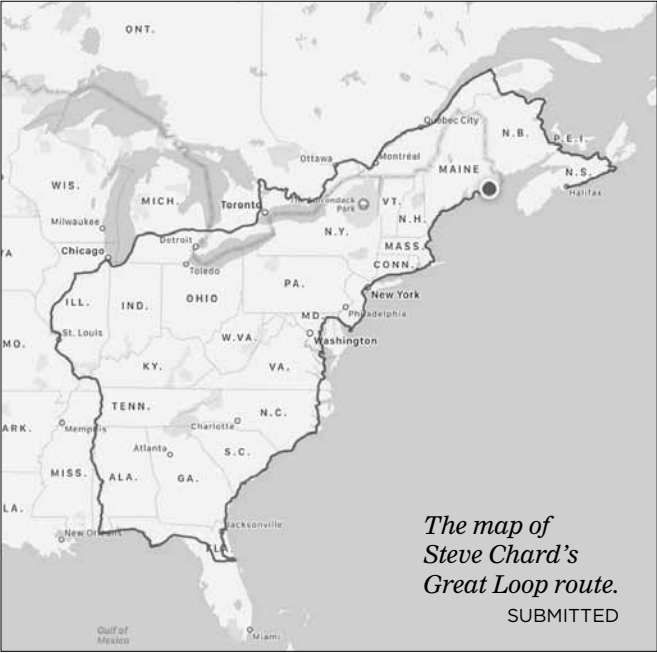 ONT.
Québec City
N.B.
P.E.I.
Ottawa
Montréal
MAINE
N.S.
Halifax
WIS.
MICH.
Toronto
Adirondack
Park
VT.
N.H.
N.Y.
Milwaukee
Detroit
MASS.
Chicago
Toledo
CONN.
PA.
New York
ILL.
IND.
OHIO
MD.
Philadelphia
St. Louis
Washington
W.VA.
MO.
KY.
VA.
TENN.
N.C.
ARK.
Memphis
Charlotte
Atlanta
S.C.
MISS.
ALA.
GA.
LA.
New Orleans
Jacksonville
FLA.
The map of
Steve Chard’s
Great Loop route.
SUBMITTED
Gulf of
Mexico
Miami